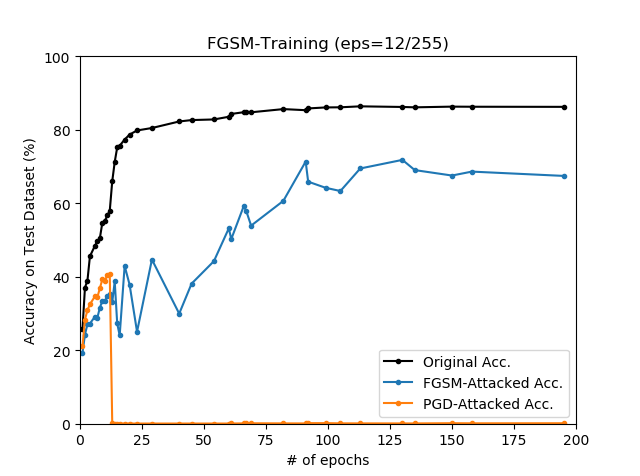 FGSM-Training (eps=12/255)
100
80
60
40
20
0
Accuracy on Test Dataset (%)
Original Acc.
FGSM-Attacked Acc.
PGD-Attacked Acc.
0 25 50 75 100 125 150 175 200
# of epochs